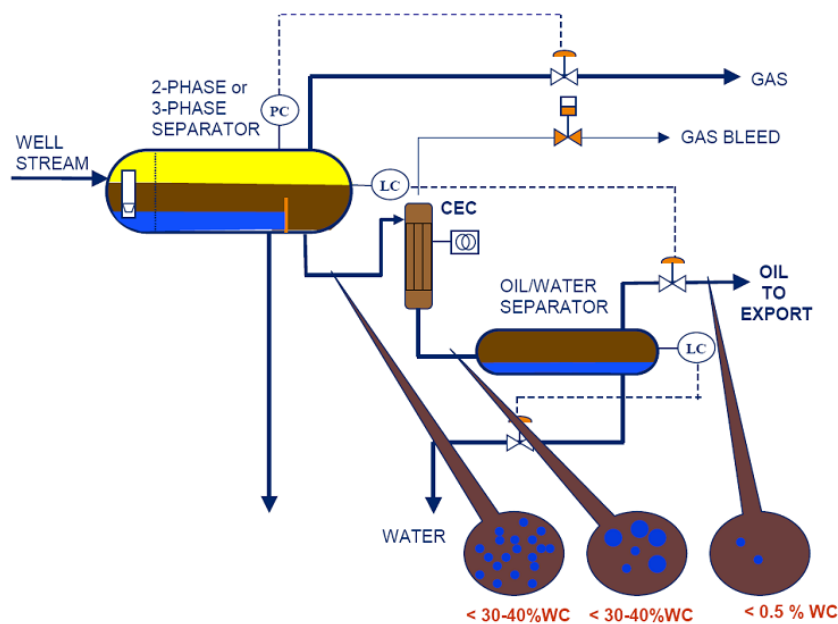 2-PHASE or
3-PHASE
SEPARATOR
PC
GAS
GAS BLEED
WELL
STREAM
LC
CEC
OIL/WATER
SEPARATOR
OIL
TO
EXPORT
LC
WATER
< 30-40%WC
< 30-40%WC
< 0.5 % WC